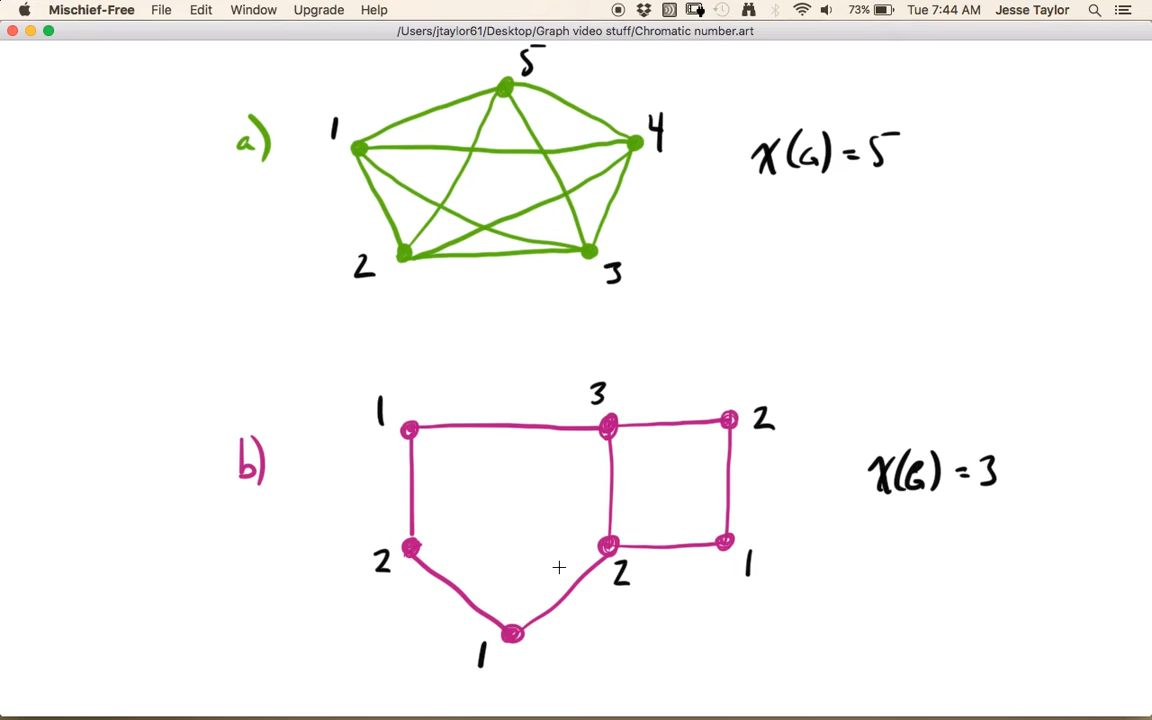 Mischief-Free File Edit Window Upgrade Help 73% Tue 7:44 AM Jesse Taylor
/Users/jtaylor61/Desktop/Graph video stuff/Chromatic number.art
5
1
4
a)
χ(G) = 5
2
3
3
1
2
b)
χ(G) = 3
2
2
1
1